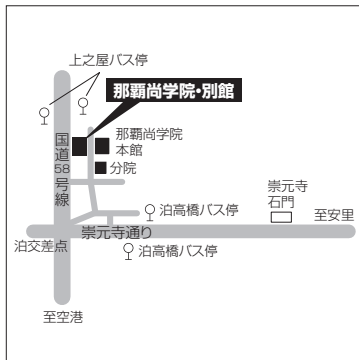 上之屋バス停
那覇尚学院・別館
国道58号線
那覇尚学院
本館
分院
泊高橋バス停
崇元寺
石門
至安里
崇元寺通り
泊交差点
泊高橋バス停
至空港